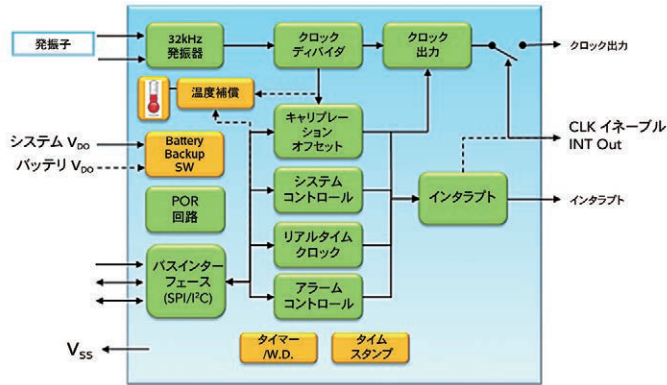 発振子
32kHz
発振器
クロック
ディバイダ
クロック
出力
クロック出力
温度補償
キャリブレー
ション
オフセット
システム VDO
バッテリ VDO
Battery
Backup
SW
CLK イネーブル
INT Out
システム
コントロール
インタラプト
インタラプト
POR
回路
リアルタイム
クロック
バスインター
フェース
(SPI/I²C)
アラーム
コントロール
VSS
タイマー
/W.D.
タイム
スタンプ